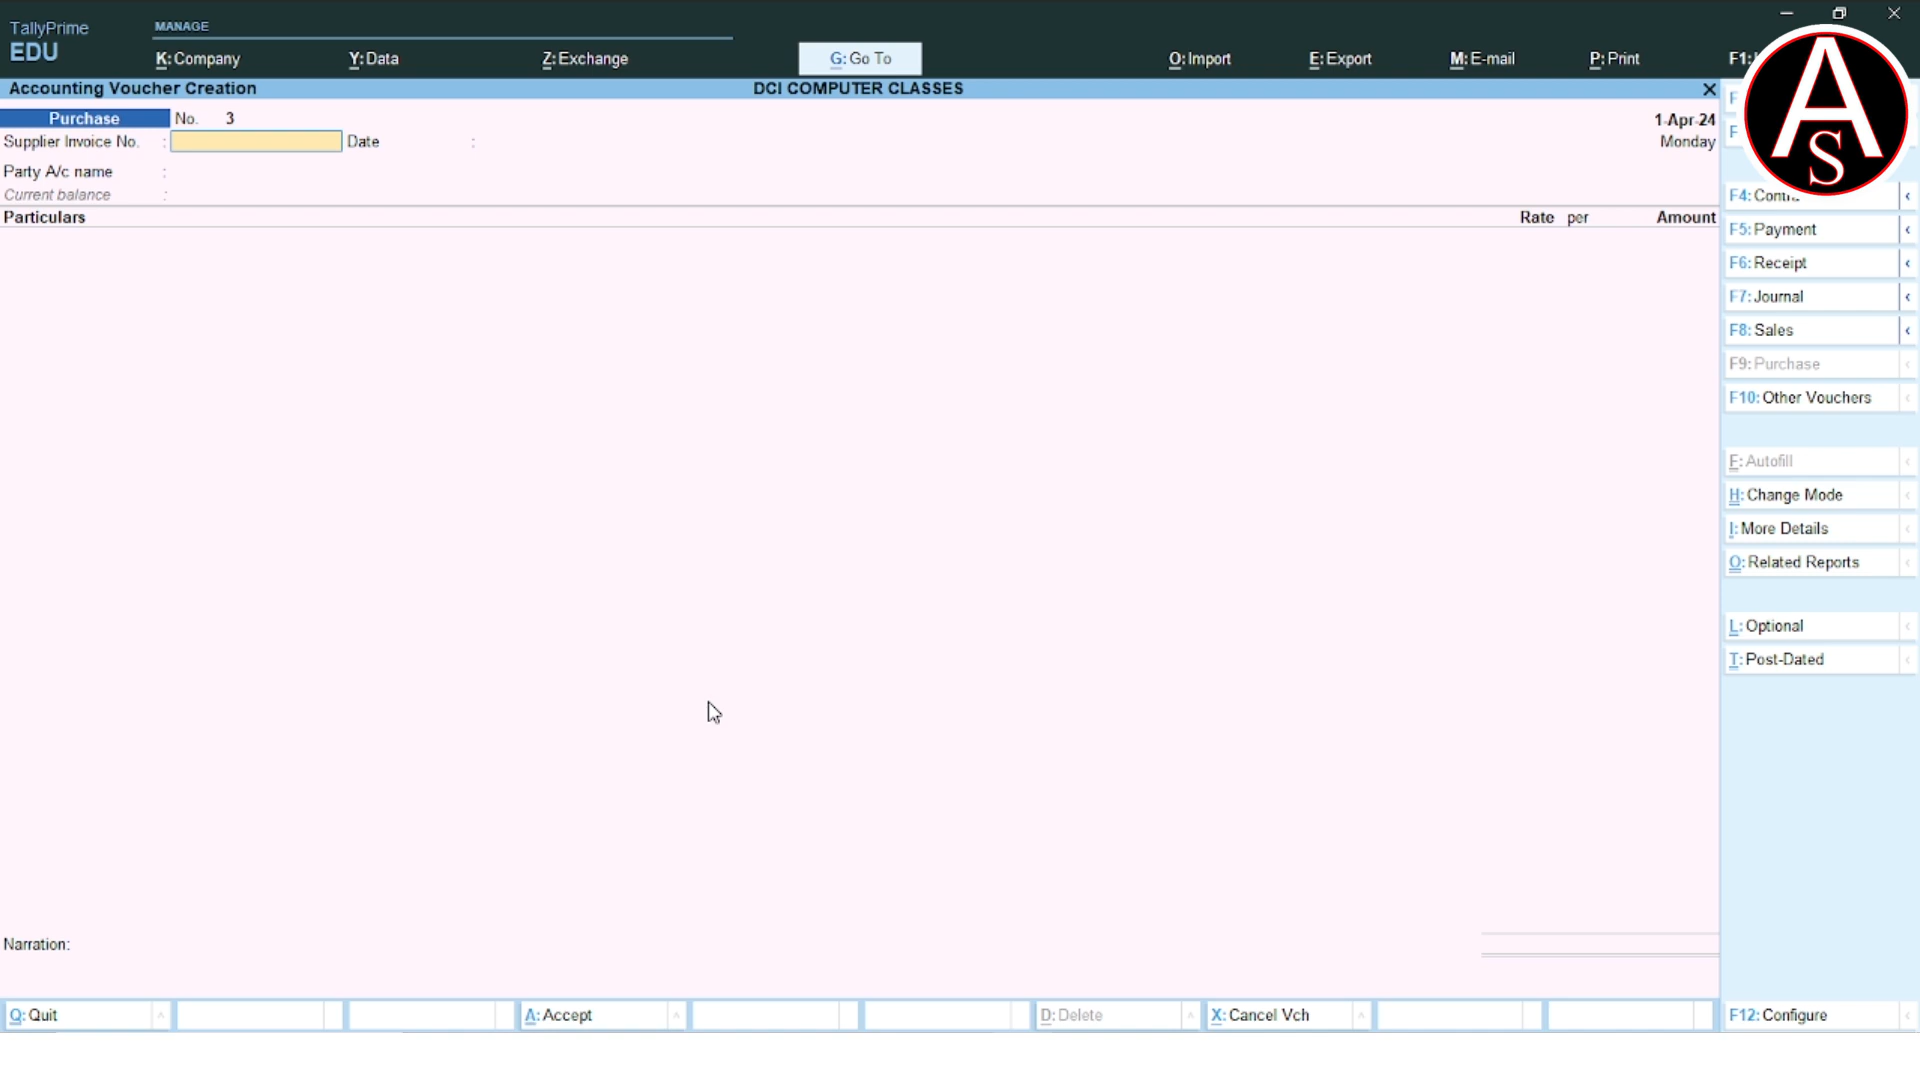 TallyPrime
EDU
MANAGE
K: Company
Y: Data
Z: Exchange
G: Go To
O: Import
E: Export
M: E-mail
P: Print
F1:
Accounting Voucher Creation
DCI COMPUTER CLASSES
Purchase No. 3
1-Apr-24
Supplier Invoice No. : Date :
Monday
Party A/c name :
Current balance :
Particulars Rate per Amount
Narration:
Q: Quit
A: Accept
D: Delete
X: Cancel Vch
F
F
F4:
F5: Payment
F6: Receipt
F7: Journal
F8: Sales
F9: Purchase
F10: Other Vouchers
F: Autofill
H: Change Mode
I: More Details
O: Related Reports
L: Optional
T: Post-Dated
F12: Configure
A
S